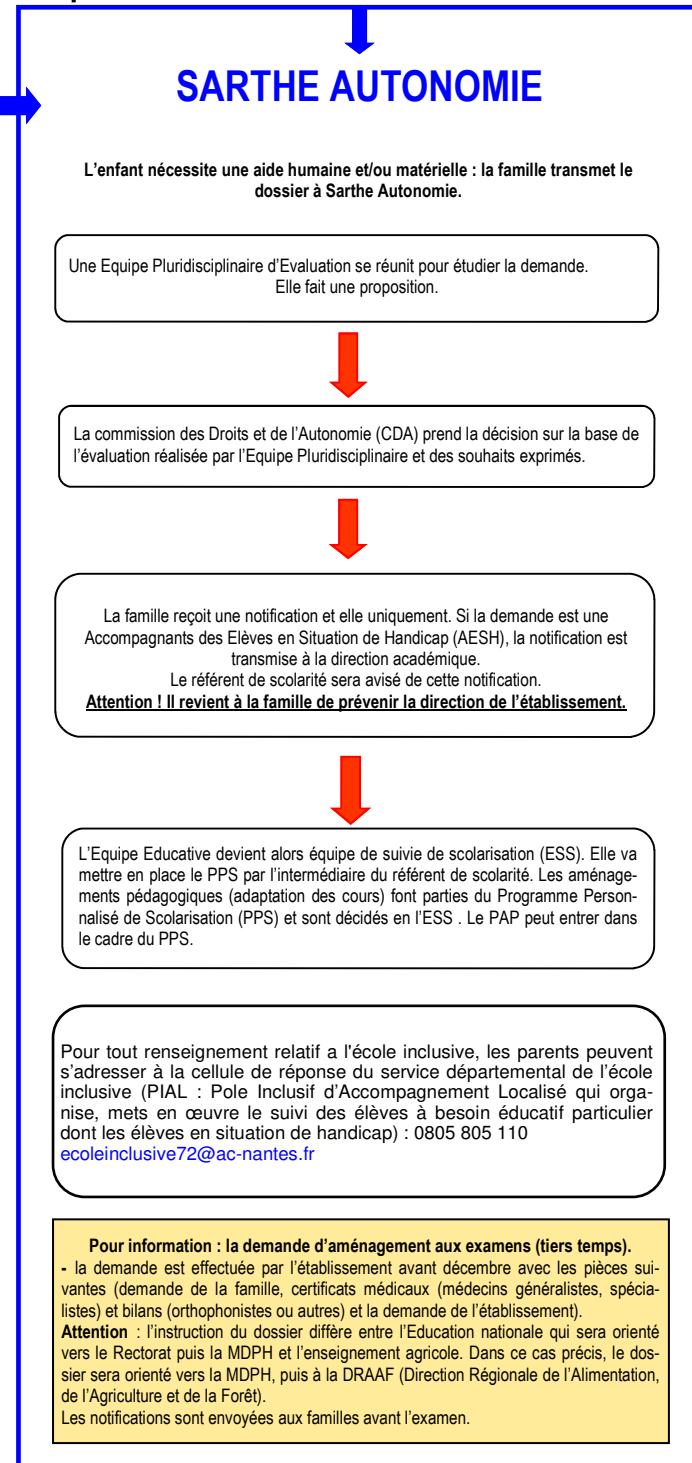 SARTHE AUTONOMIE
L’enfant nécessite une aide humaine et/ou matérielle : la famille transmet le
dossier à Sarthe Autonomie.
Une Equipe Pluridisciplinaire d’Evaluation se réunit pour étudier la demande.
Elle fait une proposition.
La commission des Droits et de l’Autonomie (CDA) prend la décision sur la base de
l’évaluation réalisée par l’Equipe Pluridisciplinaire et des souhaits exprimés.
La famille reçoit une notification et elle uniquement. Si la demande est une
Accompagnants des Elèves en Situation de Handicap (AESH), la notification est
transmise à la direction académique.
Le référent de scolarité sera avisé de cette notification.
Attention ! Il revient à la famille de prévenir la direction de l’établissement.
L’Equipe Educative devient alors équipe de suivie de scolarisation (ESS). Elle va
mettre en place le PPS par l’intermédiaire du référent de scolarité. Les aménage-
ments pédagogiques (adaptation des cours) font parties du Programme Person-
nalisé de Scolarisation (PPS) et sont décidés en l’ESS . Le PAP peut entrer dans
le cadre du PPS.
Pour tout renseignement relatif a l'école inclusive, les parents peuvent
s’adresser à la cellule de réponse du service départemental de l’école
inclusive (PIAL : Pole Inclusif d’Accompagnement Localisé qui orga-
nise, mets en œuvre le suivi des élèves à besoin éducatif particulier
dont les élèves en situation de handicap) : 0805 805 110
ecoleinclusive72@ac-nantes.fr
Pour information : la demande d’aménagement aux examens (tiers temps).
- la demande est effectuée par l’établissement avant décembre avec les pièces sui-
vantes (demande de la famille, certificats médicaux (médecins généralistes, spécia-
listes) et bilans (orthophonistes ou autres) et la demande de l’établissement).
Attention : l’instruction du dossier diffère entre l’Education nationale qui sera orienté
vers le Rectorat puis la MDPH et l’enseignement agricole. Dans ce cas précis, le dos-
sier sera orienté vers la MDPH, puis à la DRAAF (Direction Régionale de l’Alimentation,
de l’Agriculture et de la Forêt).
Les notifications sont envoyées aux familles avant l’examen.